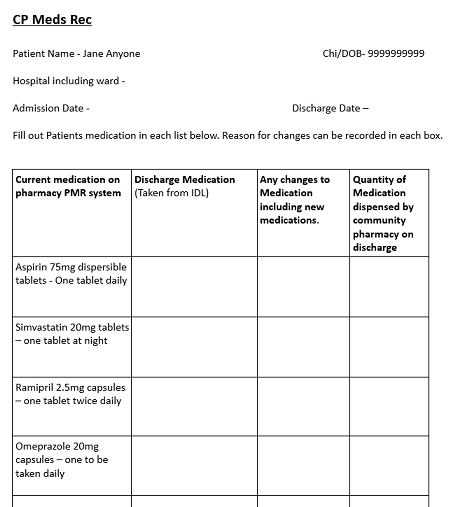 CP Meds Rec
Patient Name - Jane Anyone Chi/DOB- 9999999999
Hospital including ward -
Admission Date - Discharge Date –
Fill out Patients medication in each list below. Reason for changes can be recorded in each box.
Current medication on
pharmacy PMR system
Discharge Medication
(Taken from IDL)
Any changes to
Medication
including new
medications.
Quantity of
Medication
dispensed by
community
pharmacy on
discharge
Aspirin 75mg dispersible
tablets - One tablet daily
Simvastatin 20mg tablets
– one tablet at night
Ramipril 2.5mg capsules
– one tablet twice daily
Omeprazole 20mg
capsules – one to be
taken daily